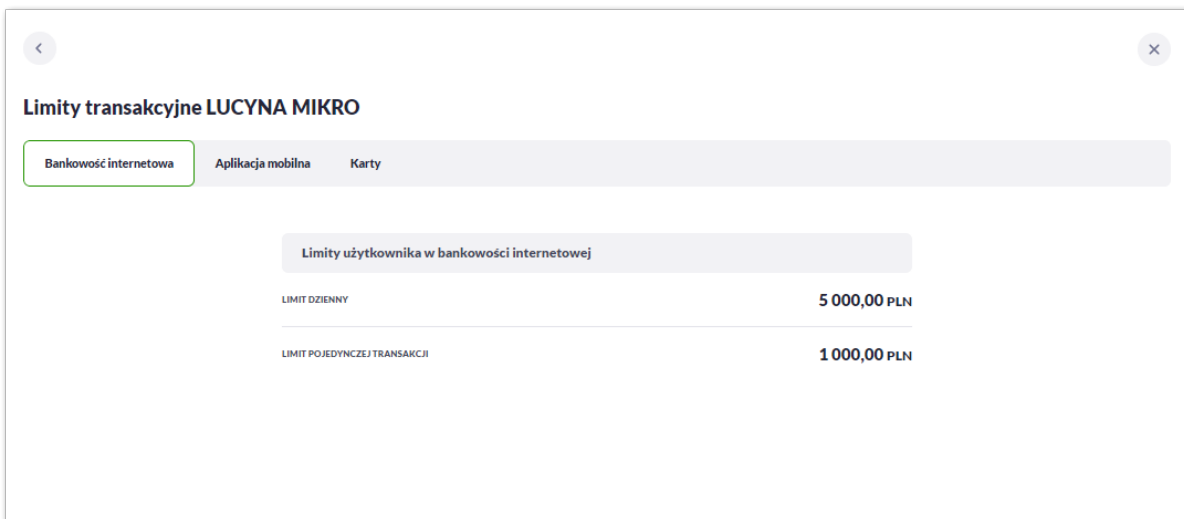 Limity transakcyjne LUCYNA MIKRO
Bankowość internetowa Aplikacja mobilna Karty
Limity użytkownika w bankowości internetowej
LIMIT DZIENNY 5 000,00 PLN
LIMIT POJEDYNCZEJ TRANSAKCJI 1 000,00 PLN